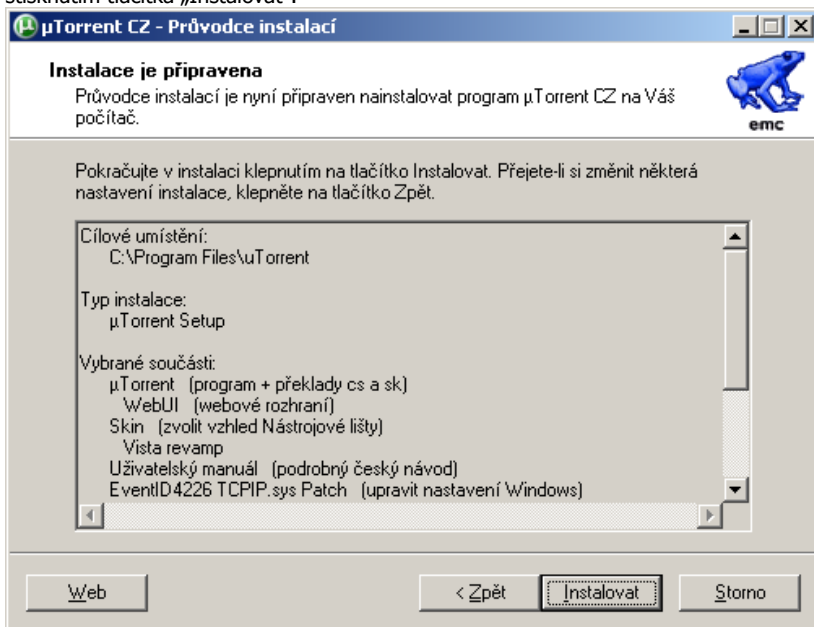 stisknutím tlačítka „Instalovat“.
µTorrent CZ - Průvodce instalací
Instalace je připravena
Průvodce instalací je nyní připraven nainstalovat program µTorrent CZ na Váš
počítač.
emc
Pokračujte v instalaci klepnutím na tlačítko Instalovat. Přejete-li si změnit některá
nastavení instalace, klepněte na tlačítko Zpět.
Cílové umístění:
C:\Program Files\uTorrent
Typ instalace:
µTorrent Setup
Vybrané součásti:
µTorrent (program + překlady cs a sk)
WebUI (webové rozhraní)
Skin (zvolit vzhled Nástrojové lišty)
Vista revamp
Uživatelský manuál (podrobný český návod)
EventID4226 TCPIP.sys Patch (upravit nastavení Windows)
Web
< Zpět
Instalovat
Storno